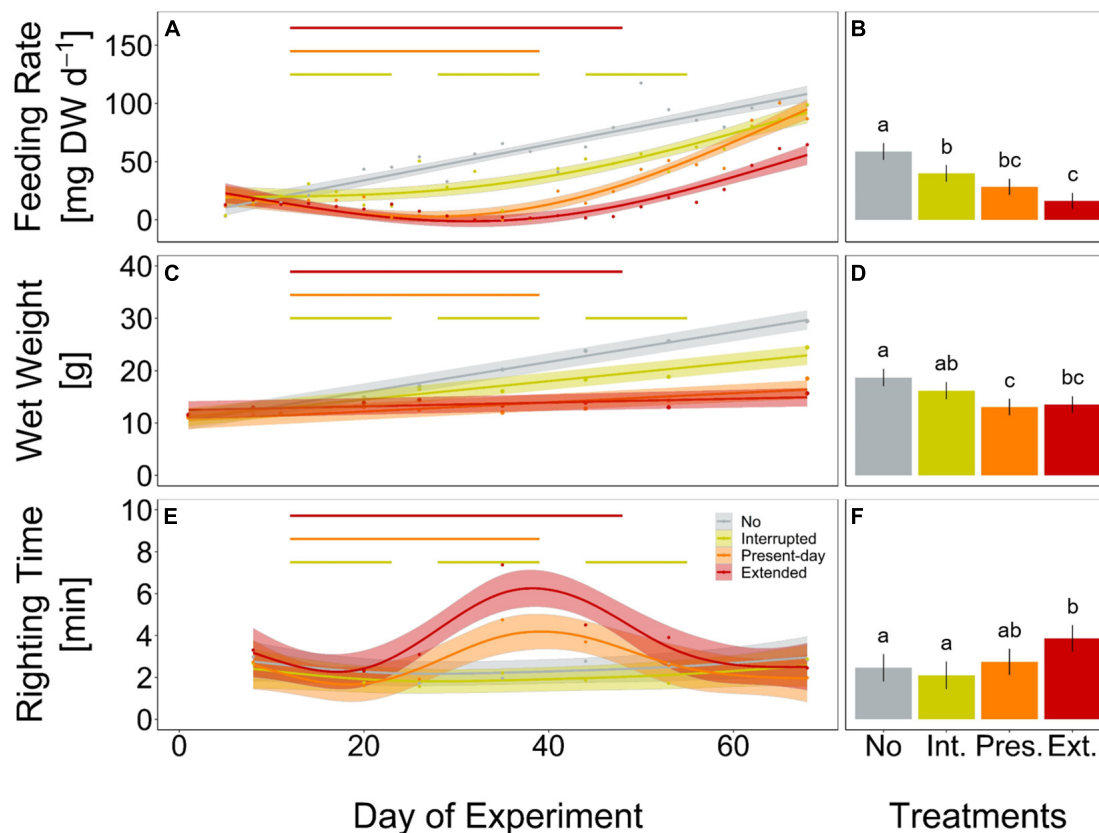 A
Feeding Rate
[mg DW d⁻¹]
150
100
50
0
B
a
b
bc
c
C
Wet Weight
[g]
40
30
20
10
0
D
a
ab
c
bc
E
Righting Time
[min]
10
8
6
4
2
0
No
Interrupted
Present-day
Extended
0 20 40 60
Day of Experiment
F
a
a
ab
b
No Int. Pres. Ext.
Treatments